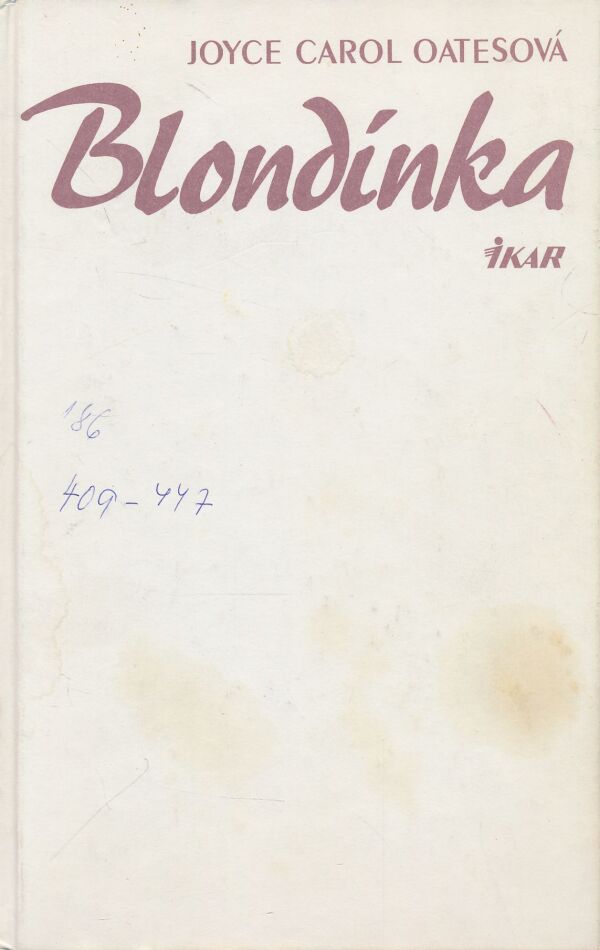 JOYCE CAROL OATESOVÁ
Blondínka
IKAR
186
409-447